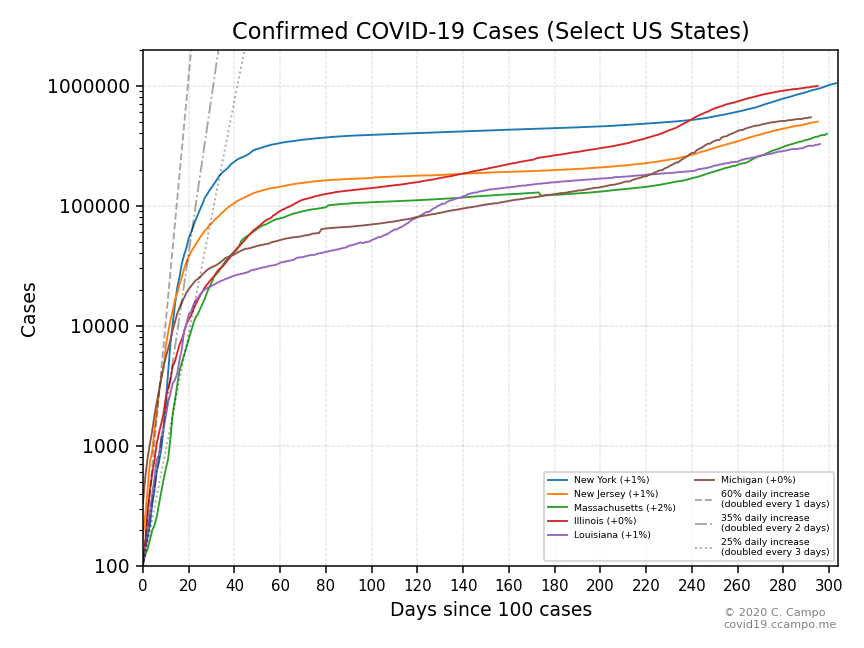 Confirmed COVID-19 Cases (Select US States)
Cases
1000000
100000
10000
1000
100
0 20 40 60 80 100 120 140 160 180 200 220 240 260 280 300
Days since 100 cases
New York (+1%)
New Jersey (+1%)
Massachusetts (+2%)
Illinois (+0%)
Louisiana (+1%)
Michigan (+0%)
60% daily increase
(doubled every 1 days)
35% daily increase
(doubled every 2 days)
25% daily increase
(doubled every 3 days)
© 2020 C. Campo
covid19.ccampo.me